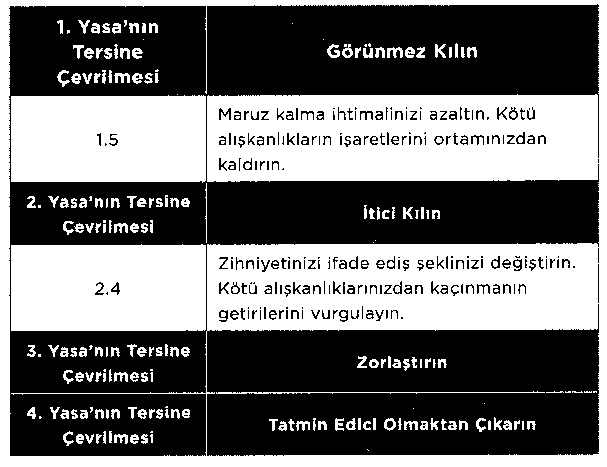 1. Yasa'nın
Tersine
Çevrilmesi
Görünmez Kılın
1.5
Maruz kalma ihtimalinizi azaltın. Kötü
alışkanlıkların işaretlerini ortamınızdan
kaldırın.
2. Yasa'nın Tersine
Çevrilmesi
İtici Kılın
2.4
Zihniyetinizi ifade ediş şeklinizi değiştirin.
Kötü alışkanlıklarınızdan kaçınmanın
getirilerini vurgulayın.
3. Yasa'nın Tersine
Çevrilmesi
Zorlaştırın
4. Yasa'nın Tersine
Çevrilmesi
Tatmin Edici Olmaktan Çıkarın